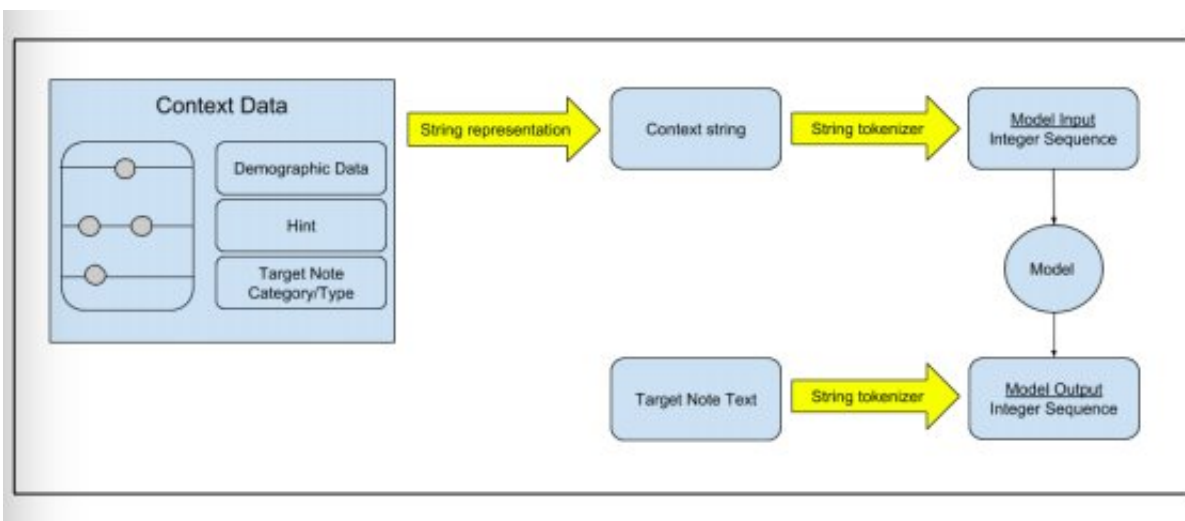 Context Data
Demographic Data
Hint
Target Note
Category/Type
String representation
Context string
String tokenizer
Model Input
Integer Sequence
Model
Target Note Text
String tokenizer
Model Output
Integer Sequence